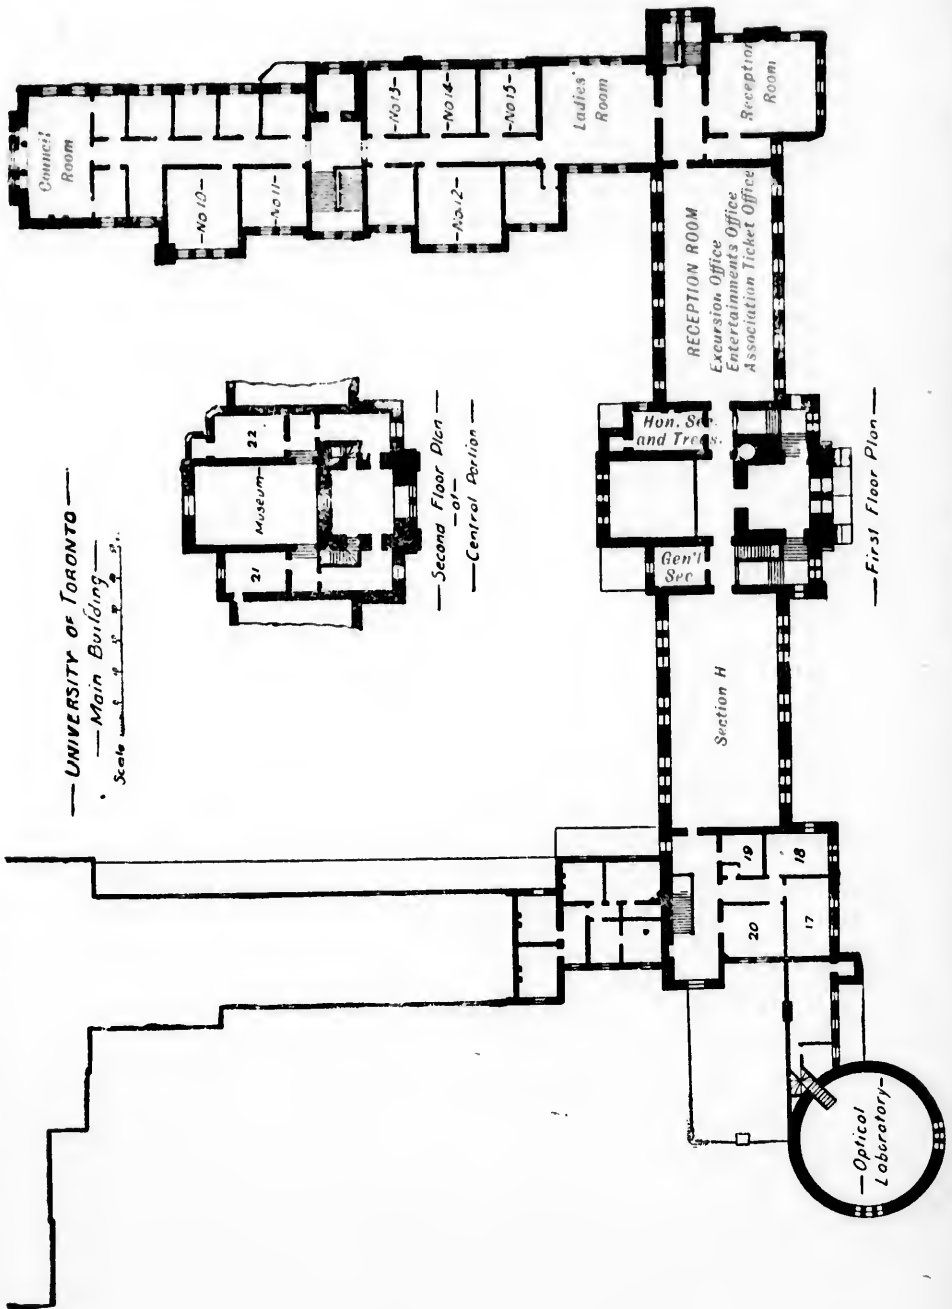 — UNIVERSITY OF TORONTO —
— Main Building —
Scale
Museum
21
22
— Second Floor Plan —
— of —
— Central Portion —
Council
Room
— No 10 —
— No 11 —
— No 12 —
— No 13 —
— No 14 —
— No 15 —
Ladies'
Room
Reception
Room
RECEPTION ROOM
Excursion Office
Entertainments Office
Association Ticket Office
Hon. Sec.
and Treas.
Gen'l
Sec
Section H
19
18
20
17
— Optical
Laboratory —
— First Floor Plan —